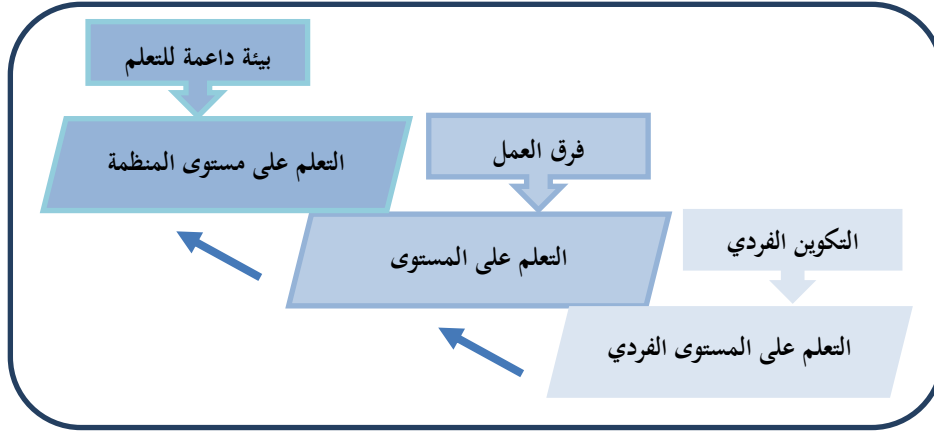 بيئة داعمة للتعلم
التعلم على مستوى المنظمة
فرق العمل
التعلم على المستوى
التكوين الفردي
التعلم على المستوى الفردي